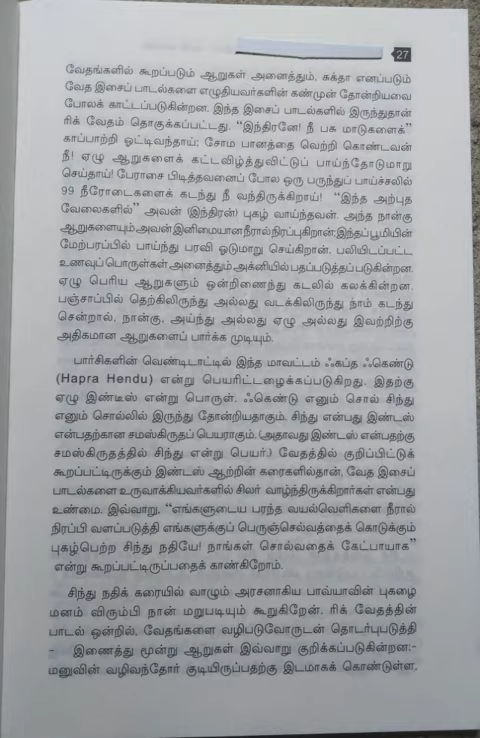 27
வேதங்களில் கூறப்படும் ஆறுகள் அனைத்தும், சுக்தா எனப்படும்
வேத இசைப் பாடல்களை எழுதியவர்களின் கண்முன் தோன்றியவை
போலக் காட்டப்படுகின்றன. இந்த இசைப் பாடல்களில் இருந்துதான்
ரிக் வேதம் தொகுக்கப்பட்டது. “இந்திரனே! நீ பசு மாடுகளைக்”
காப்பாற்றி ஓட்டிவந்தாய்; சோம பானத்தை வெற்றி கொண்டவன்
நீ! ஏழு ஆறுகளைக் கட்டவிழ்த்துவிட்டுப் பாய்ந்தோடுமாறு
செய்தாய்! பேராசை பிடித்தவனைப் போல ஒரு பருந்துப் பாய்ச்சலில்
99 நீரோடைகளைக் கடந்து நீ வந்திருக்கிறாய்! “இந்த அற்புத
வேலைகளில்” அவன் (இந்திரன்) புகழ் வாய்ந்தவன். அந்த நான்கு
ஆறுகளையும் அவன் இனிமையான நீரால் நிரப்புகிறான்; இந்தப் பூமியின்
மேற்பரப்பில் பாய்ந்து பரவி ஓடுமாறு செய்கிறான். பலியிடப்பட்ட
உணவுப் பொருள்கள் அனைத்தும் அக்னியில் பதப்படுத்தப்படுகின்றன.
ஏழு பெரிய ஆறுகளும் ஒன்றிணைந்து கடலில் கலக்கின்றன.
பஞ்சாப்பில் தெற்கிலிருந்து அல்லது வடக்கிலிருந்து நாம் கடந்து
சென்றால், நான்கு, அய்ந்து அல்லது ஏழு அல்லது இவற்றிற்கு
அதிகமான ஆறுகளைப் பார்க்க முடியும்.
பார்சிகளின் வெண்டிடாட்டில் இந்த மாவட்டம் ஃகப்த ஃகெண்டு
(Hapra Hendu) என்று பெயரிட்டழைக்கப்படுகிறது. இதற்கு
ஏழு இண்டீஸ் என்று பொருள். ஃகெண்டு எனும் சொல் சிந்து
எனும் சொல்லில் இருந்து தோன்றியதாகும். சிந்து என்பது இண்டஸ்
என்பதற்கான சமஸ்கிருதப் பெயராகும். (அதாவது இண்டஸ் என்பதற்கு
சமஸ்கிருதத்தில் சிந்து என்று பெயர்.) வேதத்தில் குறிப்பிட்டுக்
கூறப்பட்டிருக்கும் இண்டஸ் ஆற்றின் கரைகளில்தான், வேத இசைப்
பாடல்களை உருவாக்கியவர்களில் சிலர் வாழ்ந்திருக்கிறார்கள் என்பது
உண்மை. இவ்வாறு, “எங்களுடைய பரந்த வயல்வெளிகளை நீரால்
நிரப்பி வளப்படுத்தி எங்களுக்குப் பெருஞ்செல்வத்தைக் கொடுக்கும்
புகழ்பெற்ற சிந்து நதியே! நாங்கள் சொல்வதைக் கேட்பாயாக”
என்று கூறப்பட்டிருப்பதைக் காண்கிறோம்.
சிந்து நதிக் கரையில் வாழும் அரசனாகிய பாவ்யாவின் புகழை
மனம் விரும்பி நான் மறுபடியும் கூறுகிறேன். ரிக் வேதத்தின்
பாடல் ஒன்றில், வேதங்களை வழிபடுவோருடன் தொடர்புபடுத்தி
- இணைத்து மூன்று ஆறுகள் இவ்வாறு குறிக்கப்படுகின்றன:-
மனுவின் வழிவந்தோர் குடியிருப்பதற்கு இடமாகக் கொண்டுள்ள,